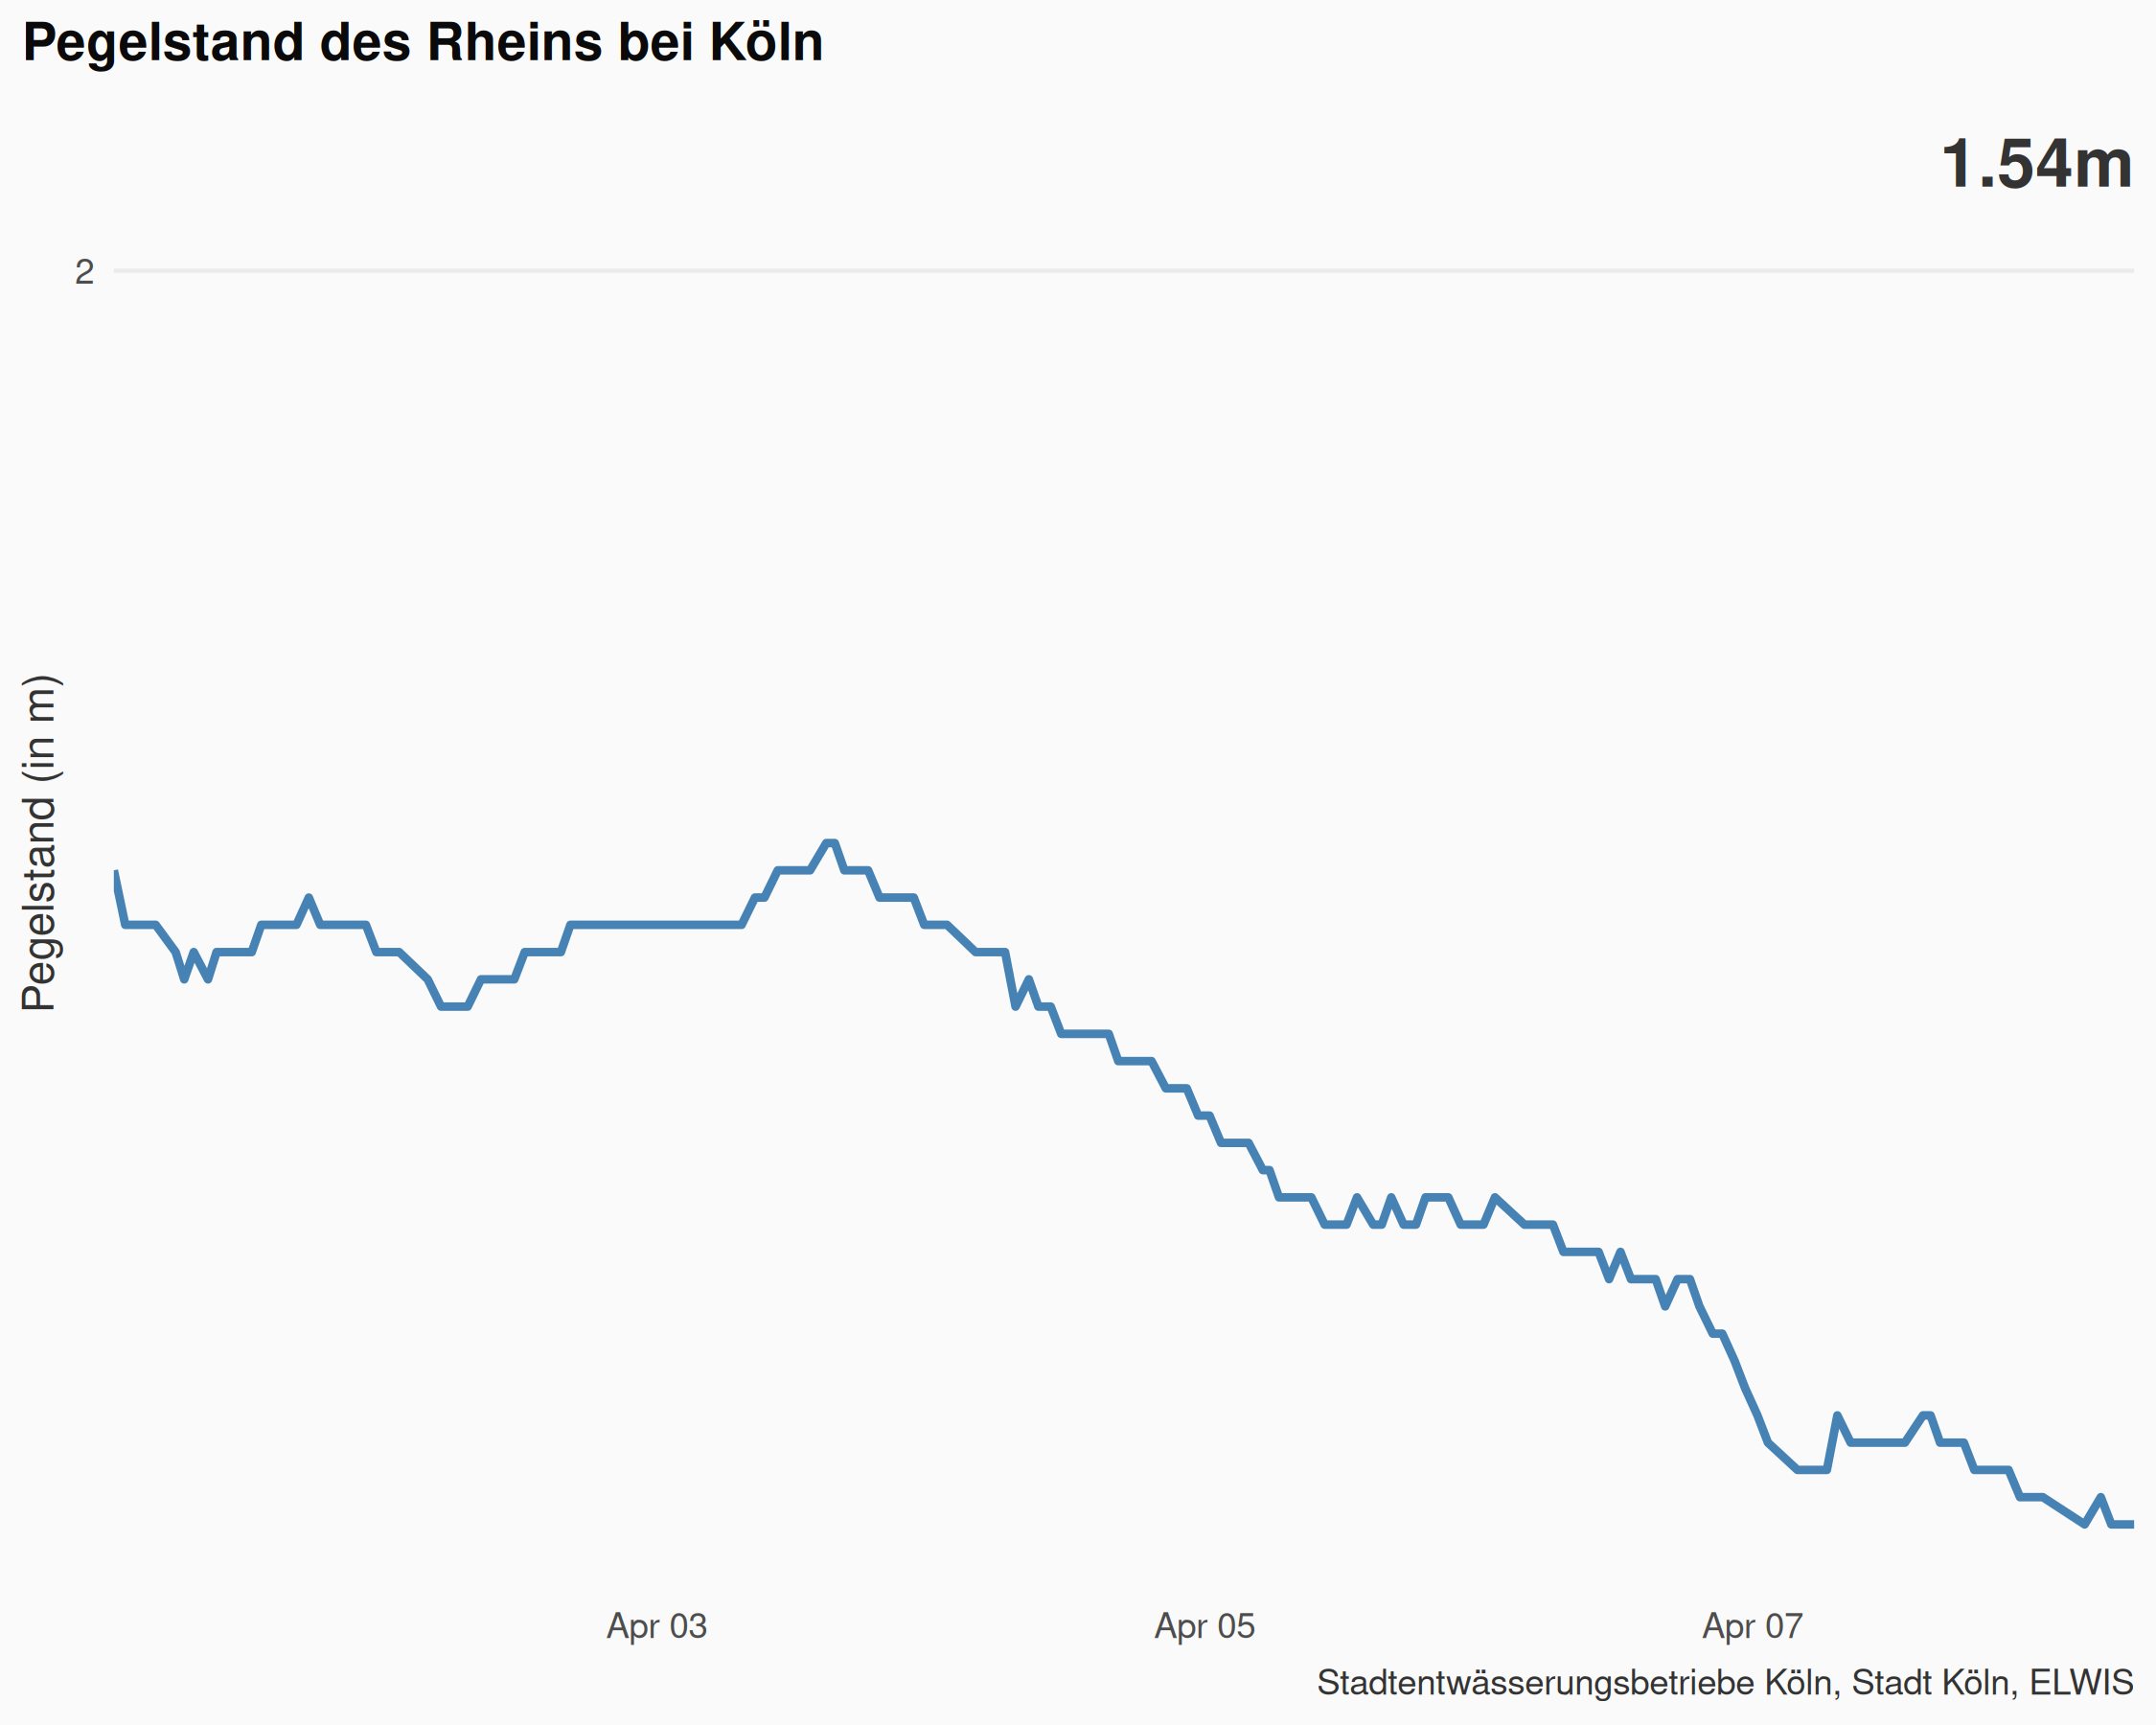 Pegelstand des Rheins bei Köln
1.54m
2
Pegelstand (in m)
Apr 03
Apr 05
Apr 07
Stadtentwässerungsbetriebe Köln, Stadt Köln, ELWIS